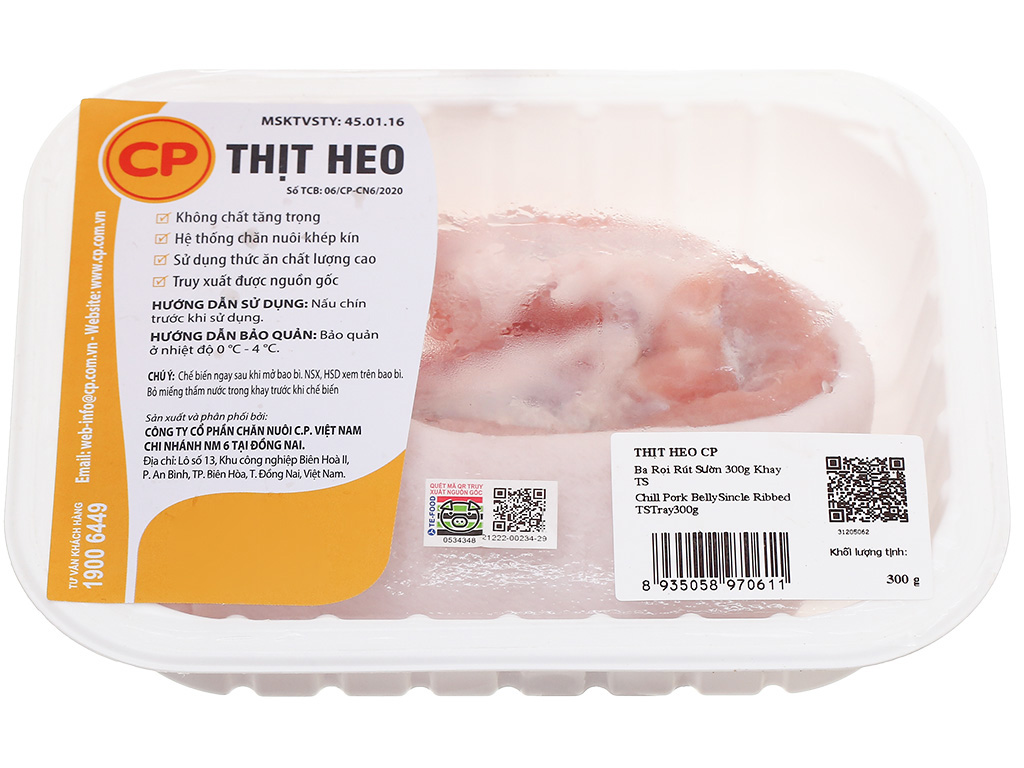 MSKTVSTY: 45.01.16
CP
THỊT HEO
Số TCB: 06/CP-CN6/2020
Không chất tăng trọng
Hệ thống chăn nuôi khép kín
Sử dụng thức ăn chất lượng cao
Truy xuất được nguồn gốc
HƯỚNG DẪN SỬ DỤNG: Nấu chín
trước khi sử dụng.
HƯỚNG DẪN BẢO QUẢN: Bảo quản
ở nhiệt độ 0 °C - 4 °C.
CHÚ Ý: Chế biến ngay sau khi mở bao bì. NSX, HSD xem trên bao bì.
Bỏ miếng thấm nước trong khay trước khi chế biến
Sản xuất và phân phối bởi:
CÔNG TY CỔ PHẦN CHĂN NUÔI C.P. VIỆT NAM
CHI NHÁNH NM 6 TẠI ĐỒNG NAI.
Địa chỉ: Lô số 13, Khu công nghiệp Biên Hoà II,
P. An Bình, TP. Biên Hòa, T. Đồng Nai, Việt Nam.
Email: web-info@cp.com.vn - Website: www.cp.com.vn
TƯ VẤN KHÁCH HÀNG
1900 6449
QUÉT MÃ QR TRUY
XUẤT NGUỒN GỐC
TE-FOOD
0534348
21222-00234-29
THỊT HEO CP
Ba Rọi Rút Sườn 300g Khay
TS
Chill Pork BellySincle Ribbed
TSTray300g
31205062
Khối lượng tịnh:
300 g
8 935058 970611